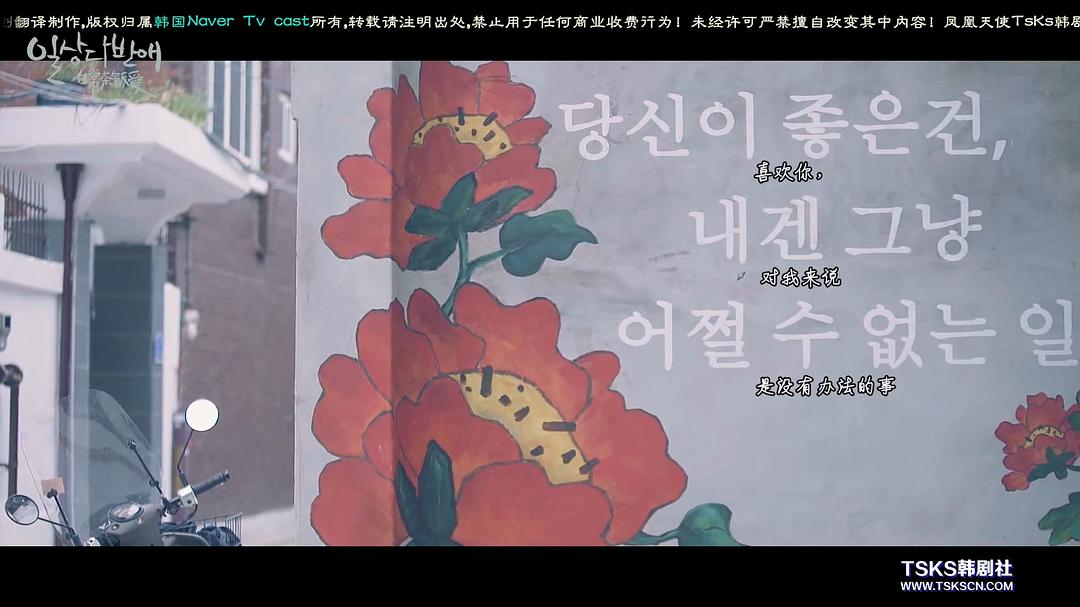 翻译制作,版权归属韩国Naver Tv cast所有,转载请注明出处,禁止用于任何商业收费行为！未经许可严禁擅自改变其中内容！凤凰天使TsKs韩剧
일상다반애
日常茶饭爱
당신이 좋은건,
喜欢你，
내겐 그냥
对我来说
어쩔 수 없는 일
是没有办法的事
TSKS韩剧社
WWW.TSKSCN.COM